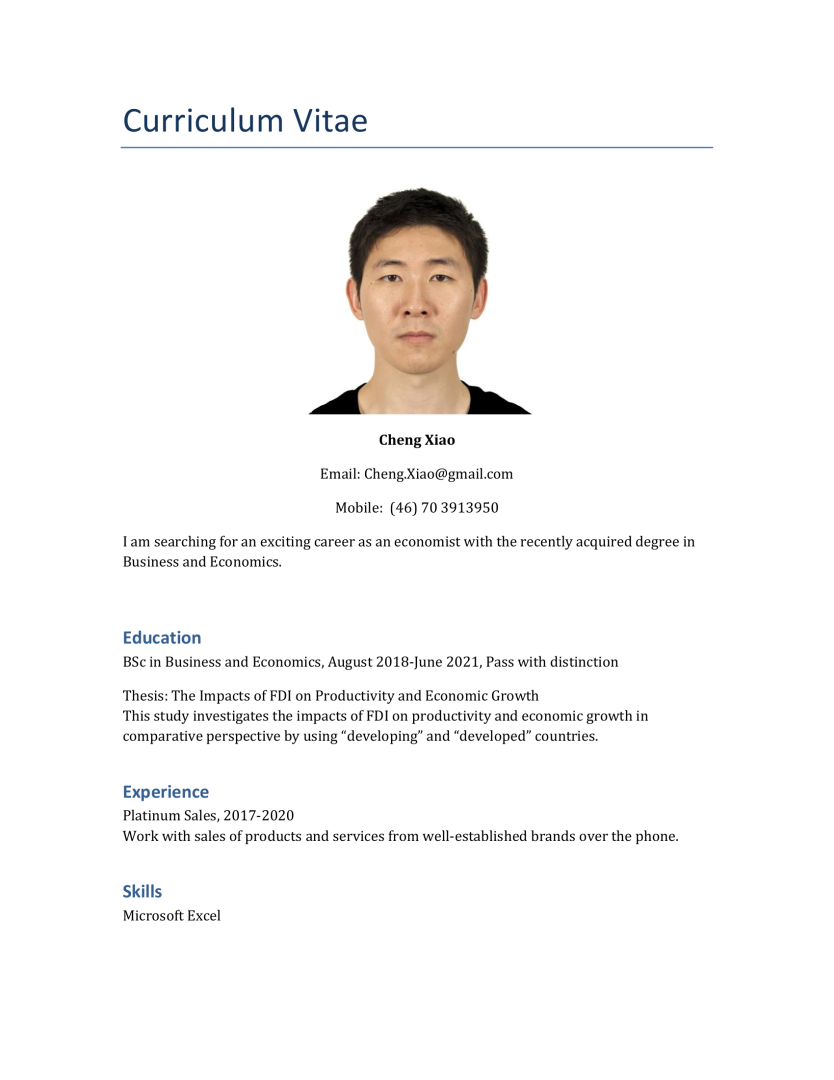 Curriculum Vitae
Cheng Xiao
Email: Cheng.Xiao@gmail.com
Mobile:  (46) 70 3913950
I am searching for an exciting career as an economist with the recently acquired degree in
Business and Economics.
Education
BSc in Business and Economics, August 2018-June 2021, Pass with distinction
Thesis: The Impacts of FDI on Productivity and Economic Growth
This study investigates the impacts of FDI on productivity and economic growth in
comparative perspective by using “developing” and “developed” countries.
Experience
Platinum Sales, 2017-2020
Work with sales of products and services from well-established brands over the phone.
Skills
Microsoft Excel